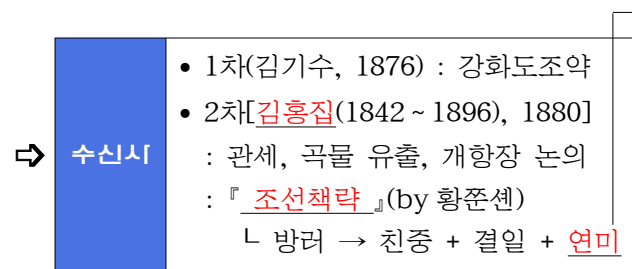 ⇨ 수신사
• 1차(김기수, 1876) : 강화도조약
• 2차[김홍집(1842 ~ 1896), 1880]
: 관세, 곡물 유출, 개항장 논의
: 『 조선책략 』(by 황쭌셴)
└ 방러 → 친중 + 결일 + 연미